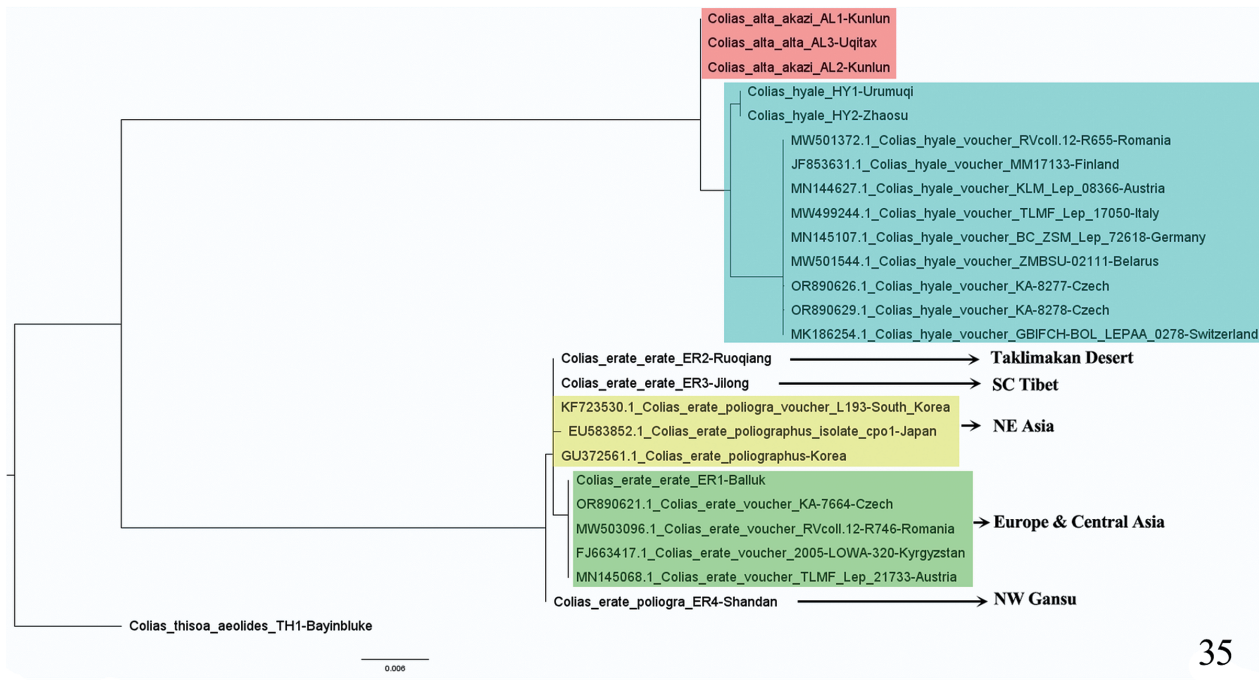 Colias_alta_akazi_AL1-Kunlun
Colias_alta_alta_AL3-Uqitax
Colias_alta_akazi_AL2-Kunlun
Colias_hyale_HY1-Urumuqi
Colias_hyale_HY2-Zhaosu
MW501372.1_Colias_hyale_voucher_RVcoll.12-R655-Romania
JF853631.1_Colias_hyale_voucher_MM17133-Finland
MN144627.1_Colias_hyale_voucher_KLM_Lep_08366-Austria
MW499244.1_Colias_hyale_voucher_TLMF_Lep_17050-Italy
MN145107.1_Colias_hyale_voucher_BC_ZSM_Lep_72618-Germany
MW501544.1_Colias_hyale_voucher_ZMBSU-02111-Belarus
OR890626.1_Colias_hyale_voucher_KA-8277-Czech
OR890629.1_Colias_hyale_voucher_KA-8278-Czech
MK186254.1_Colias_hyale_voucher_GBIFCH-BOL_LEPAA_0278-Switzerland
Colias_erate_erate_ER2-Ruoqiang Taklimakan Desert
Colias_erate_erate_ER3-Jilong SC Tibet
KF723530.1_Colias_erate_poliogra_voucher_L193-South_Korea
EU583852.1_Colias_erate_poliographus_isolate_cpo1-Japan NE Asia
GU372561.1_Colias_erate_poliographus-Korea
Colias_erate_erate_ER1-Balluk
OR890621.1_Colias_erate_voucher_KA-7664-Czech
MW503096.1_Colias_erate_voucher_RVcoll.12-R746-Romania Europe & Central Asia
FJ663417.1_Colias_erate_voucher_2005-LOWA-320-Kyrgyzstan
MN145068.1_Colias_erate_voucher_TLMF_Lep_21733-Austria
Colias_erate_poliogra_ER4-Shandan NW Gansu
Colias_thisoa_aeolides_TH1-Bayinbluke
0.006
35